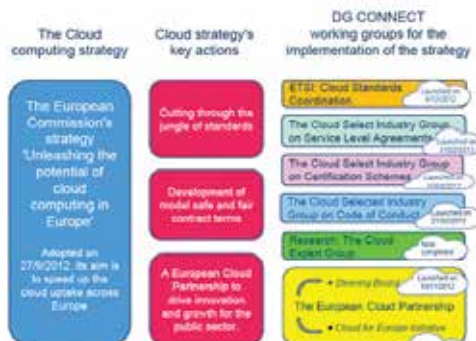 The Cloud
computing strategy
Cloud strategy's
key actions
DG CONNECT
working groups for the
implementation of the strategy
The European
Commission's
strategy
'Unleashing the
potential of
cloud
computing in
Europe'
Adopted on
27/9/2012. Its aim is
to speed up the
cloud uptake across
Europe
Cutting through the
jungle of standards
Development of
model safe and fair
contract terms
A European Cloud
Partnership to
drive innovation
and growth for the
public sector.
ETSI: Cloud Standards
Coordination
Launched on
The Cloud Select Industry Group
on Service Level Agreements
The Cloud Select Industry Group
on Certification Schemes
The Cloud Selected Industry
Group on Code of Conduct
Research: The Cloud
Expert Group
• Steering Board
Launched on
The European Cloud Partnership
• Cloud for Europe Initiative